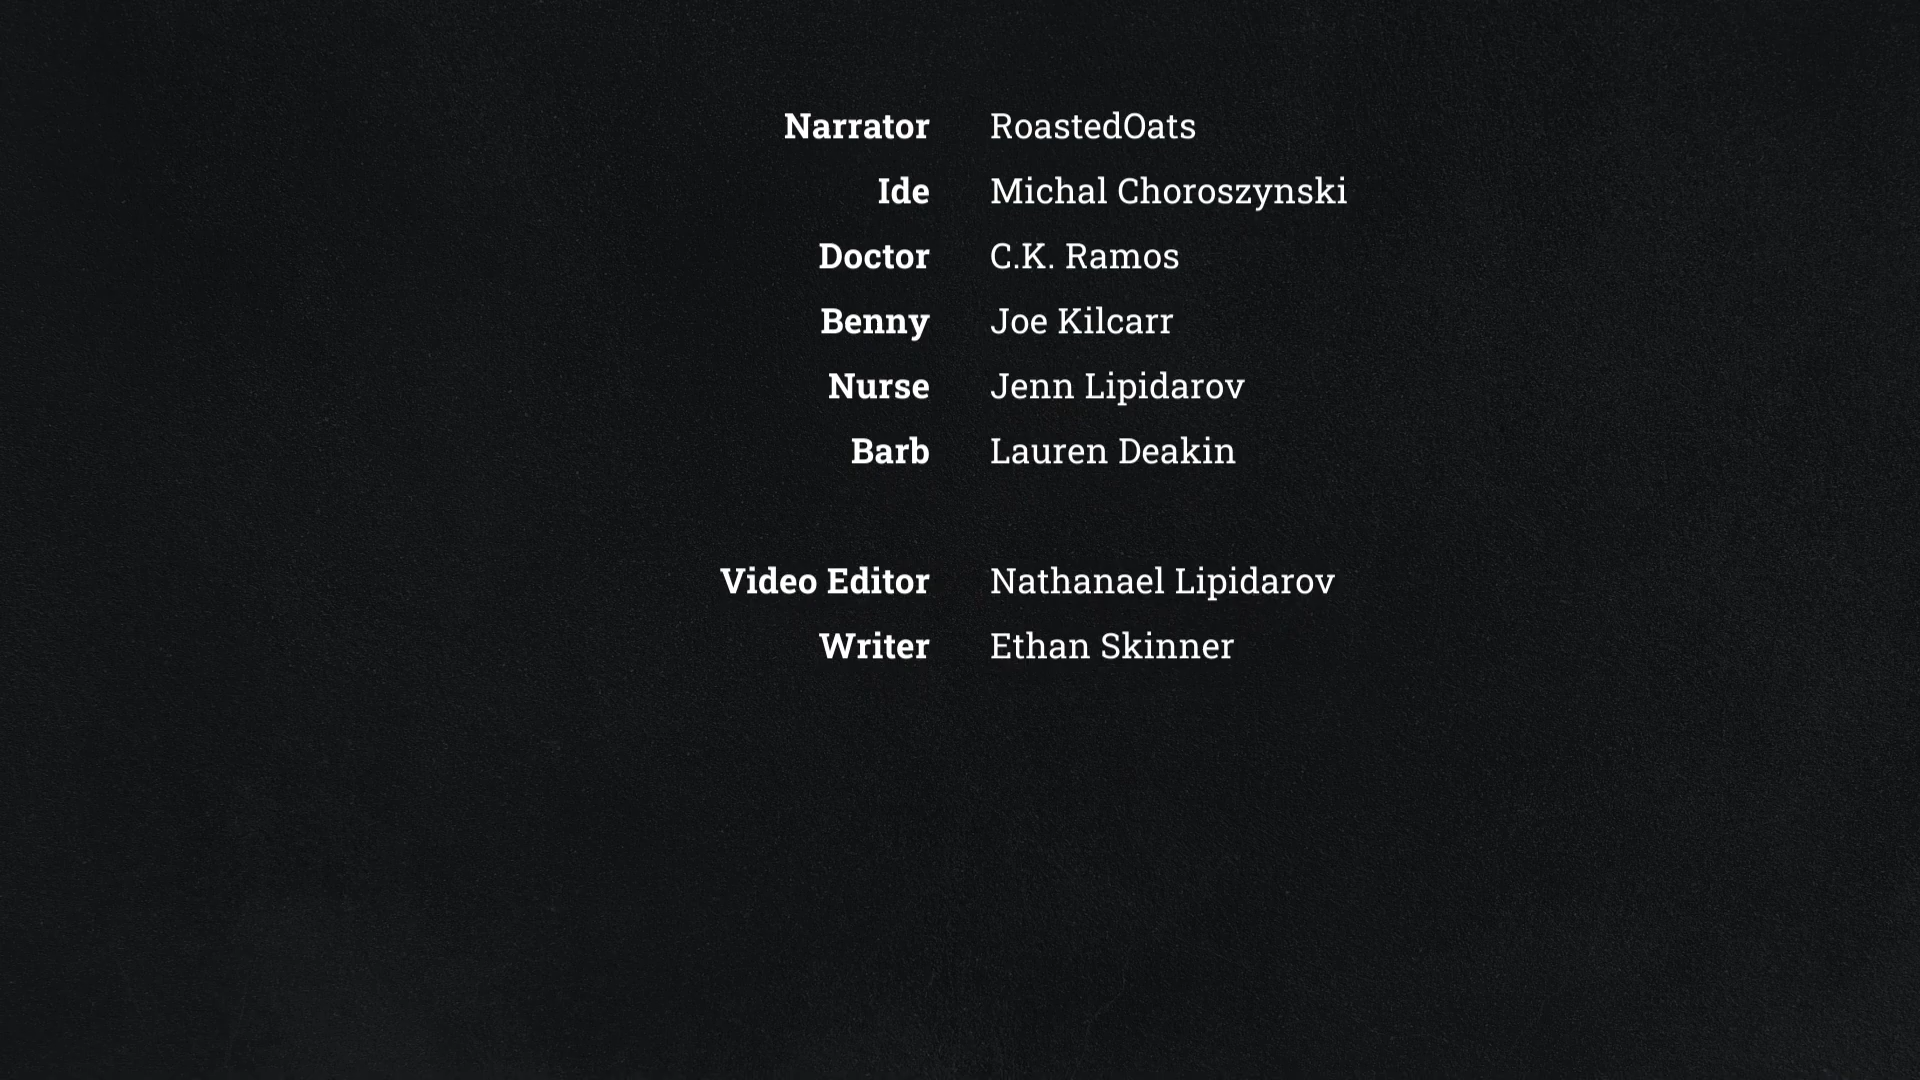 Narrator RoastedOats
Ide Michal Choroszynski
Doctor C.K. Ramos
Benny Joe Kilcarr
Nurse Jenn Lipidarov
Barb Lauren Deakin
Video Editor Nathanael Lipidarov
Writer Ethan Skinner